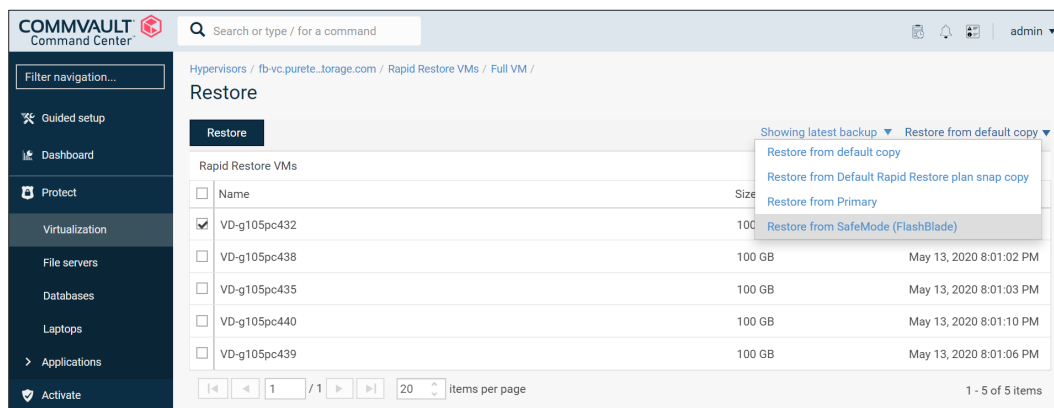 COMMVAULT
Command Center™
Search or type / for a command
admin
Filter navigation...
Guided setup
Dashboard
Protect
Virtualization
File servers
Databases
Laptops
Applications
Activate
Hypervisors / fb-vc.purete...torage.com / Rapid Restore VMs / Full VM /
Restore
Restore
Showing latest backup Restore from default copy
Restore from default copy
Restore from Default Rapid Restore plan snap copy
Restore from Primary
Restore from SafeMode (FlashBlade)
Rapid Restore VMs
Name
VD-g105pc432
VD-g105pc438 100 GB May 13, 2020 8:01:02 PM
VD-g105pc435 100 GB May 13, 2020 8:01:03 PM
VD-g105pc440 100 GB May 13, 2020 8:01:10 PM
VD-g105pc439 100 GB May 13, 2020 8:01:06 PM
1 / 1 20 items per page 1 - 5 of 5 items